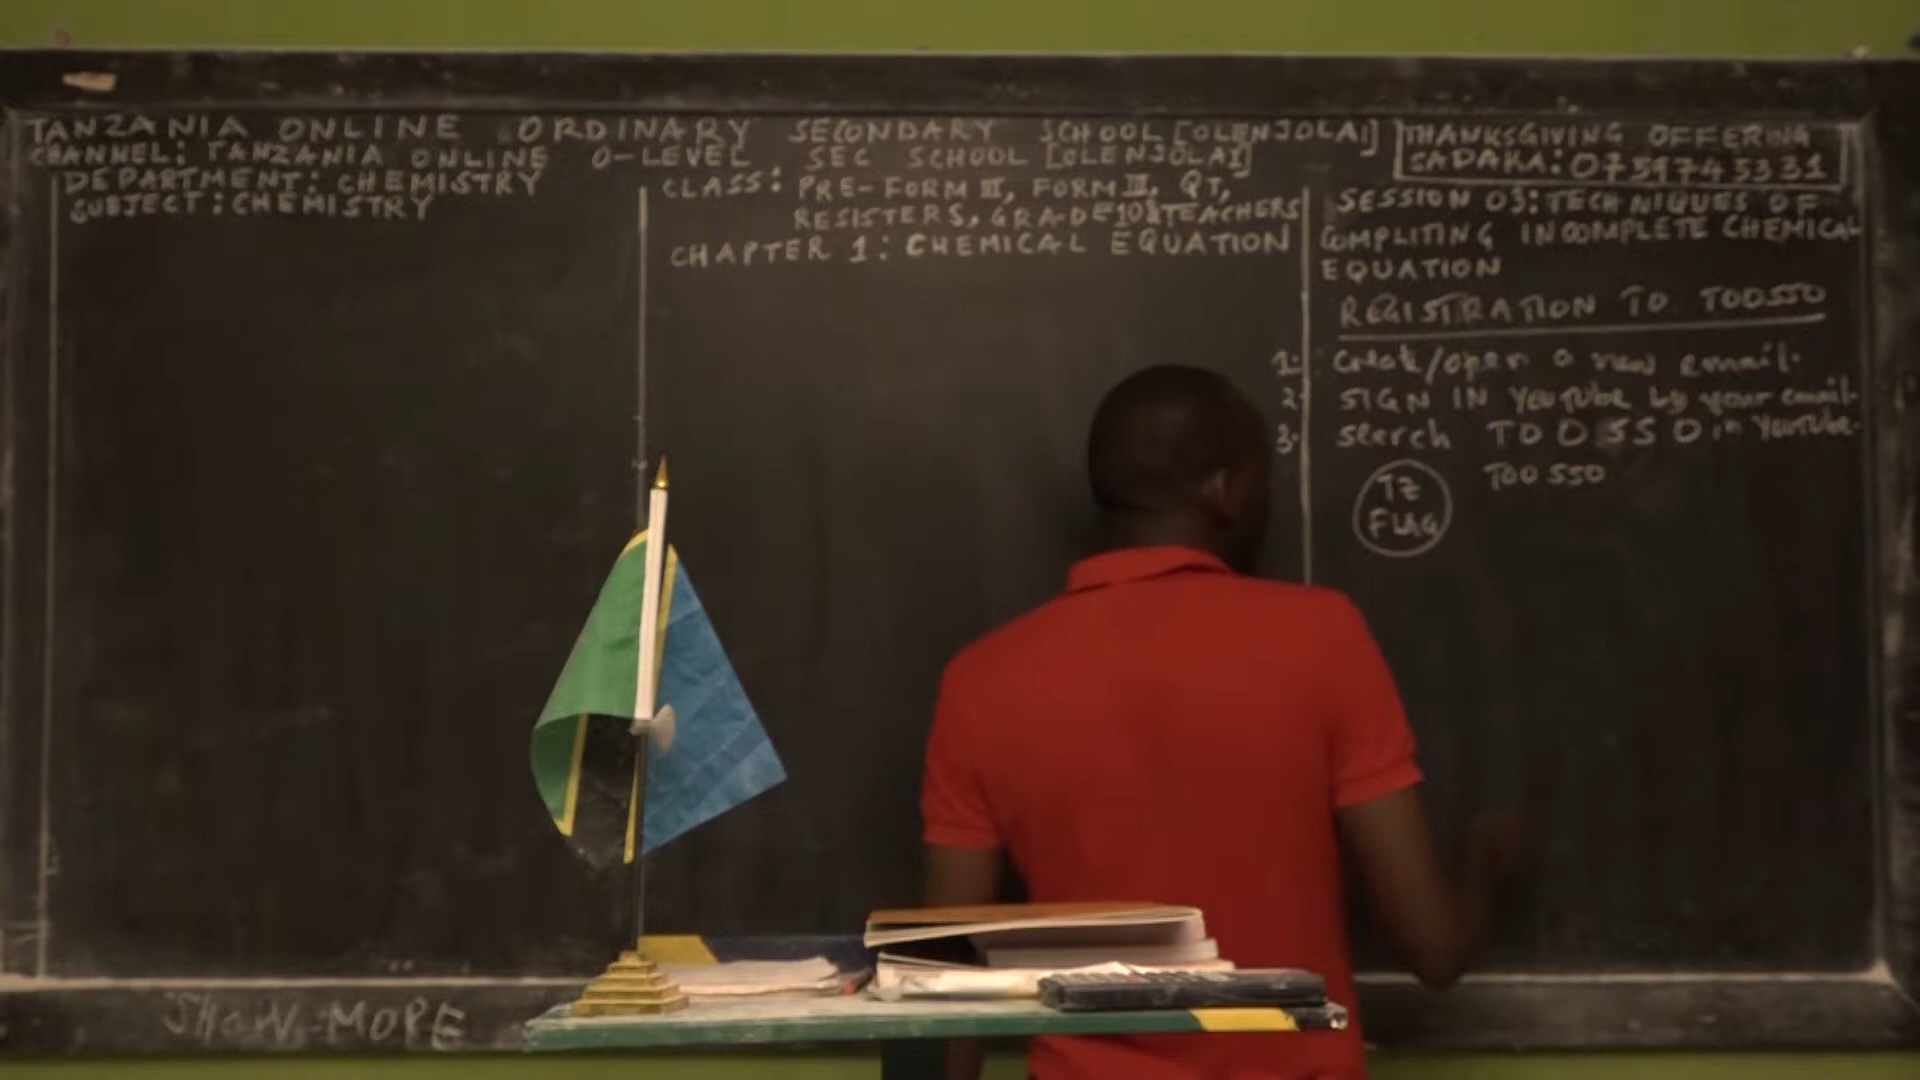 TANZANIA ONLINE ORDINARY SECONDARY SCHOOL [OLENJOLAI]
CHANNEL: TANZANIA ONLINE O-LEVEL SEC SCHOOL [OLENJOLAI]
DEPARTMENT: CHEMISTRY
SUBJECT: CHEMISTRY
CLASS: PRE-FORM II, FORM III, QT,
RESISTERS, GRADE 10 & TEACHERS
CHAPTER 1: CHEMICAL EQUATION
THANKSGIVING OFFERING
SADAKA: 0759745331
SESSION 03: TECHNIQUES OF
COMPLITING INCOMPLETE CHEMICAL
EQUATION
REGISTRATION TO TOOSSO
1. Creat/open a new email.
2. SIGN IN YouTube by your email.
3. search TOOSSO in YouTube.
TZ
FLAG
TOOSSO
SHOW MORE